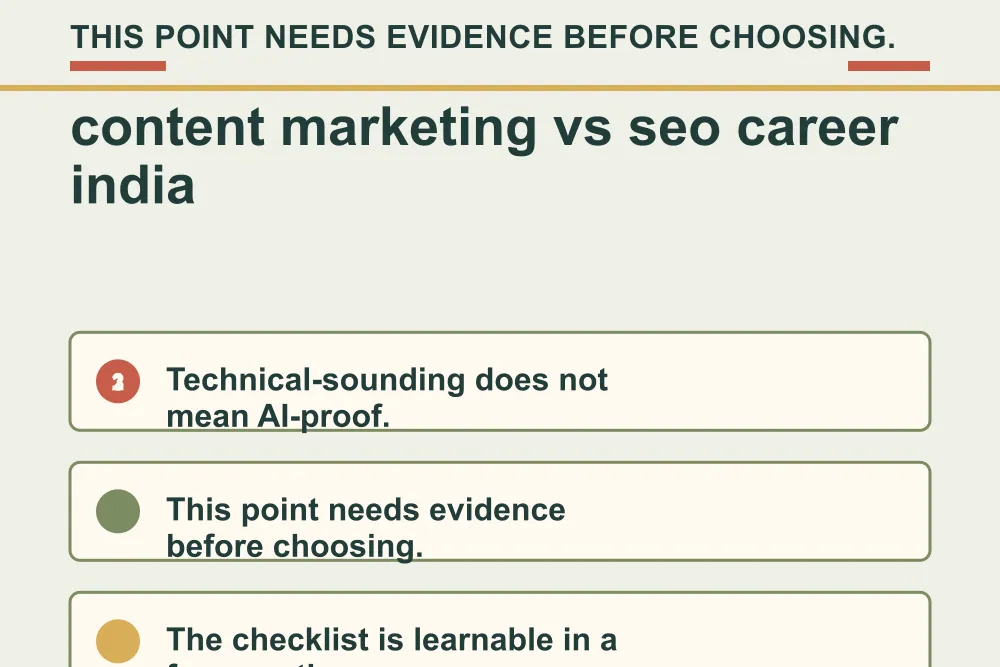 THIS POINT NEEDS EVIDENCE BEFORE CHOOSING.
content marketing vs seo career
india
Technical-sounding does not
mean AI-proof.
This point needs evidence
before choosing.
The checklist is learnable in a